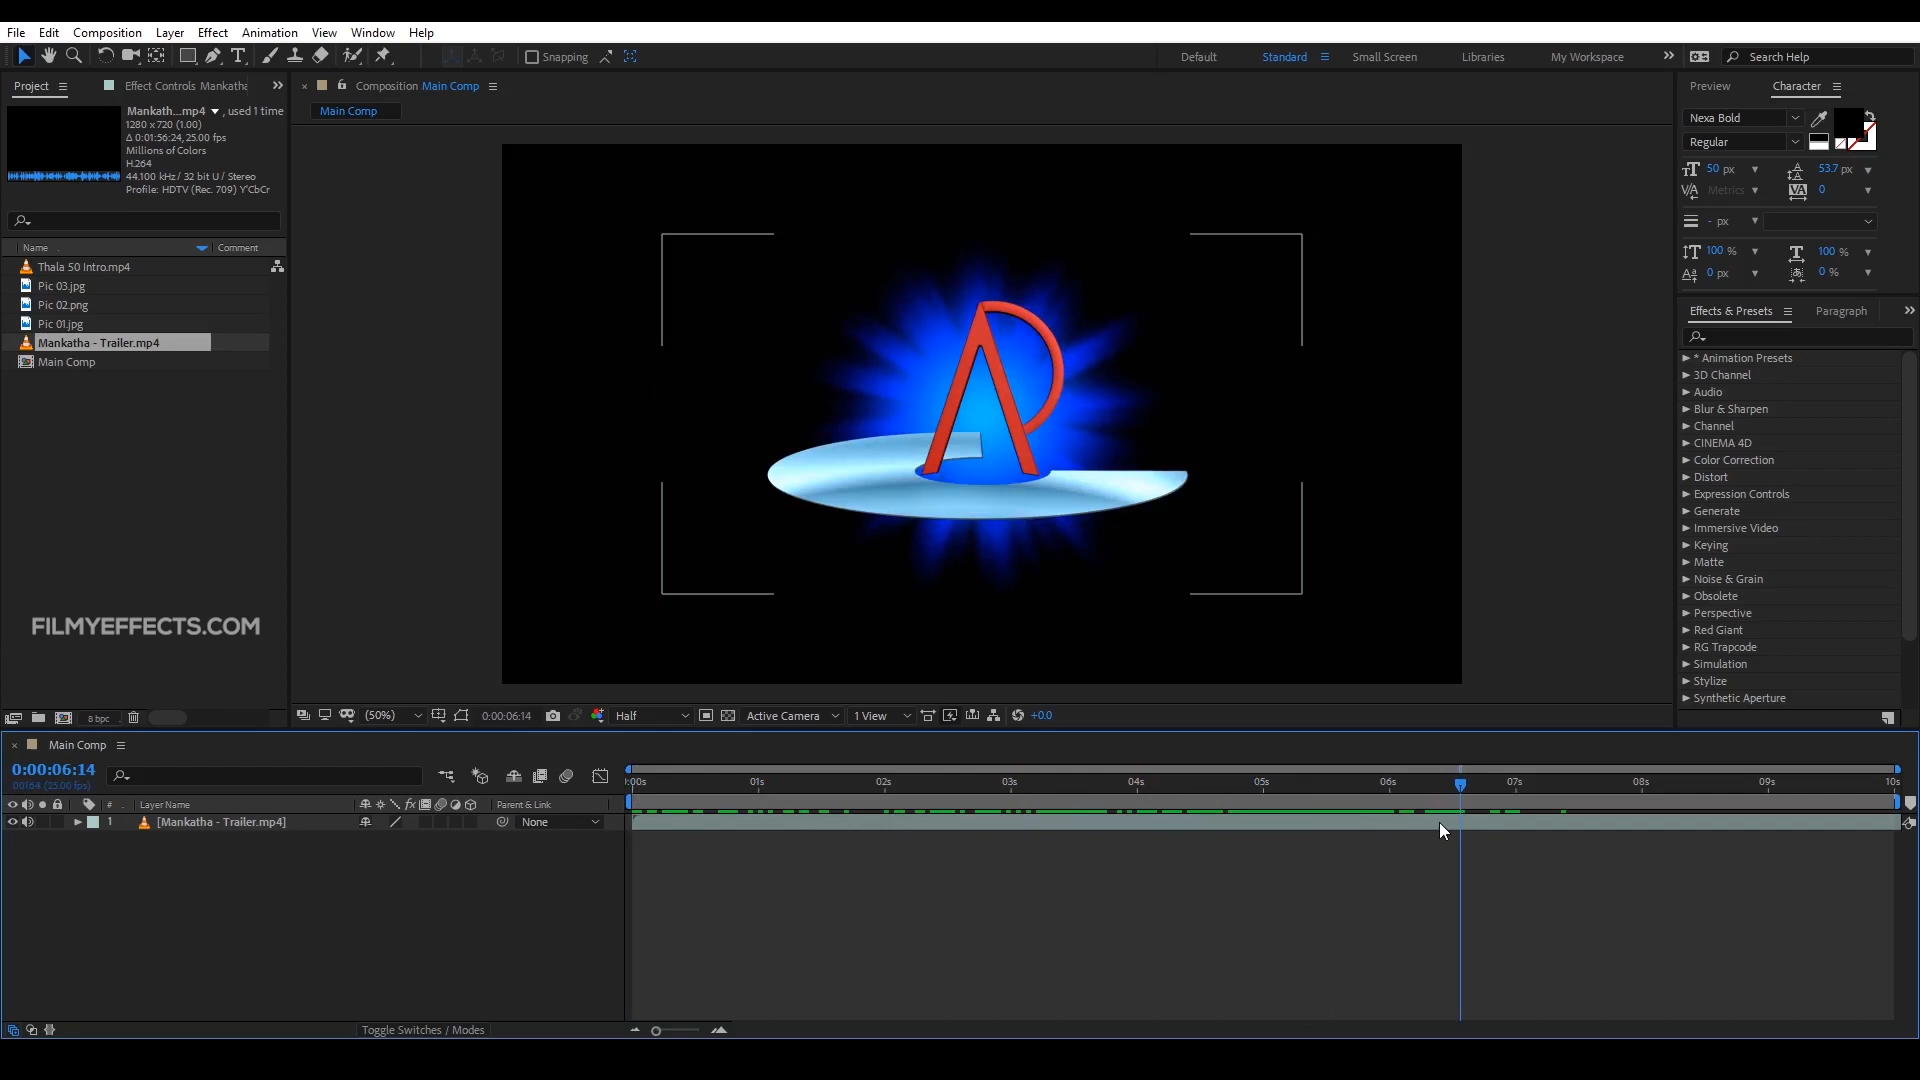 File Edit Composition Layer Effect Animation View Window Help
Snapping
Default Standard Small Screen Libraries My Workspace Search Help
Project Effect Controls Mankatha
Composition Main Comp
Preview Character
Main Comp
Mankath...mp4 , used 1 time
1280 x 720 (1.00)
Δ 0:01:56:24, 25.00 fps
Millions of Colors
H.264
44.100 kHz / 32 bit U / Stereo
Profile: HDTV (Rec. 709) Y'CbCr
Nexa Bold
Regular
50 px 53.7 px
Metrics 0
- px
100 % 100 %
0 px 0 %
Name Comment
Thala 50 Intro.mp4
Pic 03.jpg
Pic 02.png
Pic 01.jpg
Mankatha - Trailer.mp4
Main Comp
FILMYEFFECTS.COM
8 bpc
Effects & Presets Paragraph
* Animation Presets
3D Channel
Audio
Blur & Sharpen
Channel
CINEMA 4D
Color Correction
Distort
Expression Controls
Generate
Immersive Video
Keying
Matte
Noise & Grain
Obsolete
Perspective
Red Giant
RG Trapcode
Simulation
Stylize
Synthetic Aperture
(50%) 0:00:06:14 Half Active Camera 1 View +0.0
Main Comp
0:00:06:14
00164 (25.00 fps)
:00s 01s 02s 03s 04s 05s 06s 07s 08s 09s 10s
# Layer Name fx Parent & Link
1 [Mankatha - Trailer.mp4] None
Toggle Switches / Modes